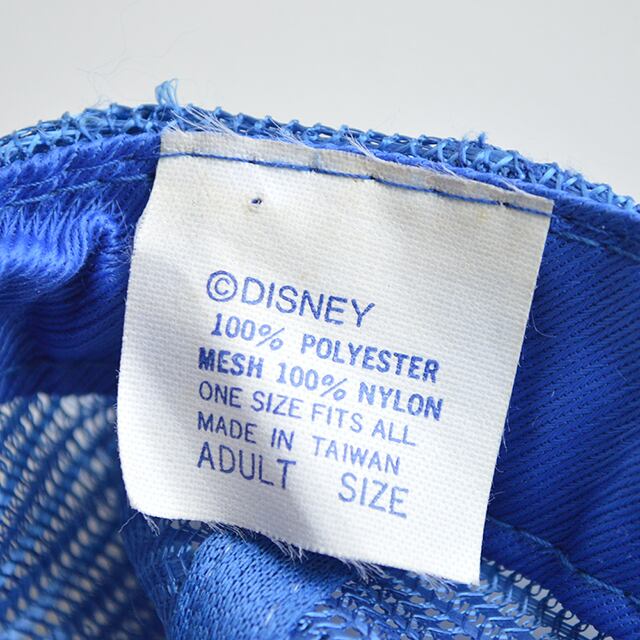 ©DISNEY
100% POLYESTER
MESH 100% NYLON
ONE SIZE FITS ALL
MADE IN TAIWAN
ADULT SIZE